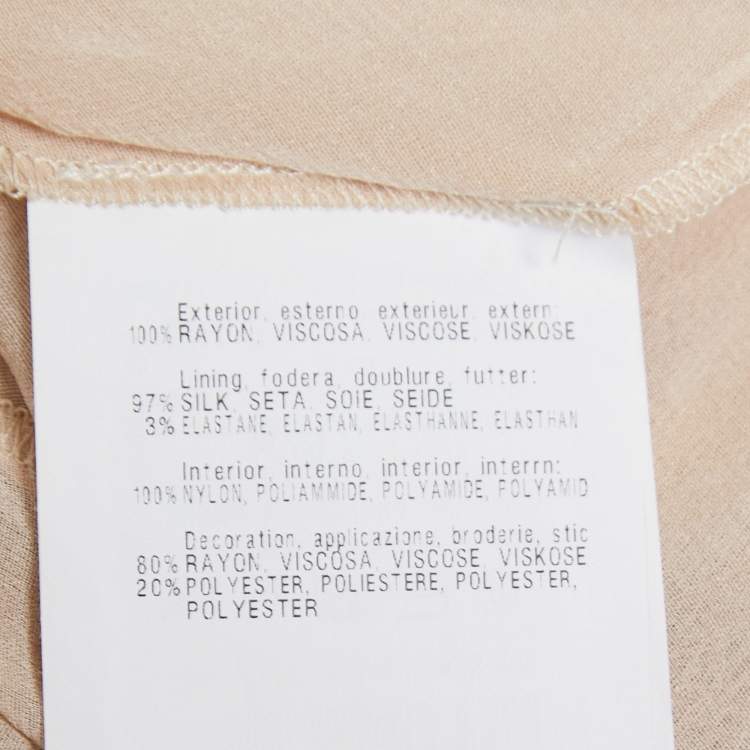 Exterior, esterno, exterieur, extern:
100% RAYON, VISCOSA, VISCOSE, VISKOSE
Lining, fodera, doublure, futter:
97% SILK, SETA, SOIE, SEIDE
3% ELASTANE, ELASTAN, ELASTHANNE, ELASTHAN
Interior, interno, interior, interrn:
100% NYLON, POLIAMMIDE, POLYAMIDE, POLYAMID
Decoration, applicazione, broderie, stic
80% RAYON, VISCOSA, VISCOSE, VISKOSE
20% POLYESTER, POLIESTERE, POLYESTER,
POLYESTER